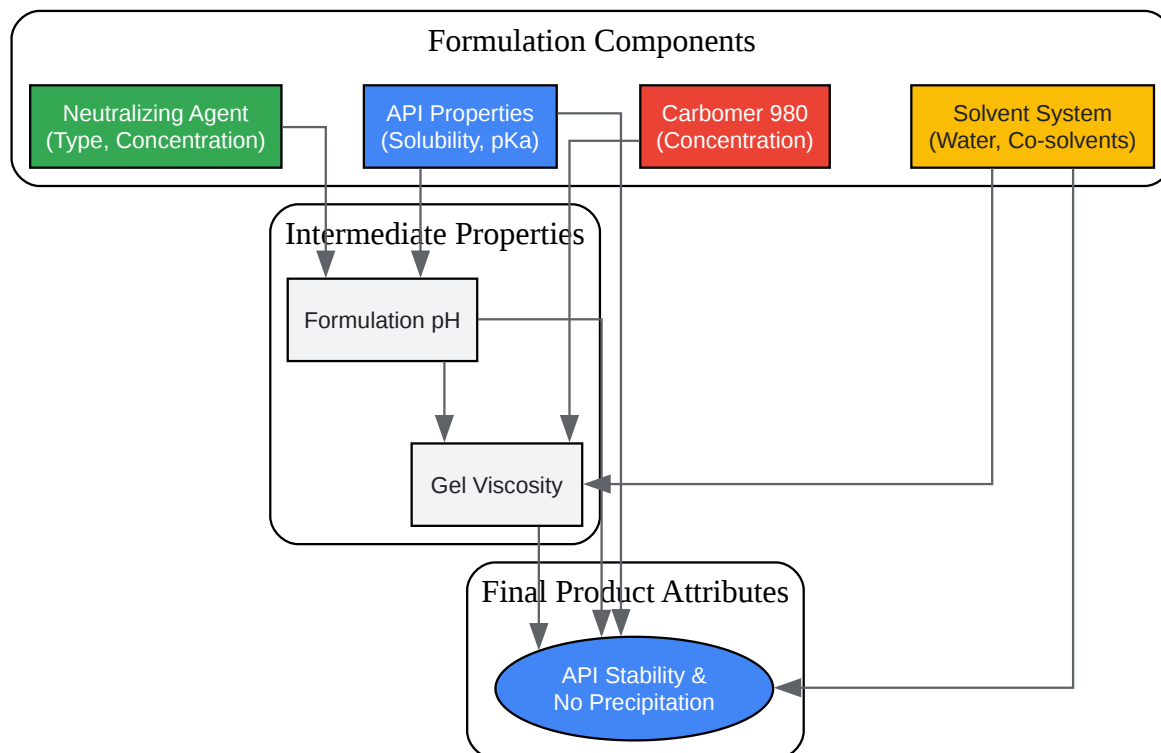 Formulation Components
Neutralizing Agent
(Type, Concentration)
API Properties
(Solubility, pKa)
Carbomer 980
(Concentration)
Solvent System
(Water, Co-solvents)
Intermediate Properties
Formulation pH
Gel Viscosity
Final Product Attributes
API Stability &
No Precipitation